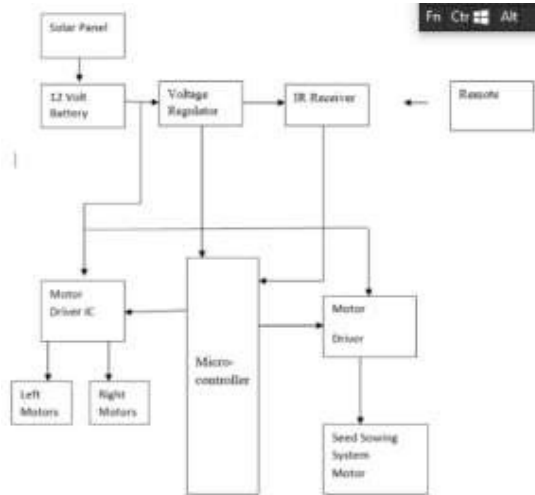 Fn Ctr Alt
Solar Panel
12 Volt
Battery
Voltage
Regulator
IR Receiver
Remote
Motor
Driver IC
Micro-
controller
Motor
Driver
Left
Motors
Right
Motors
Seed Sowing
System
Motor